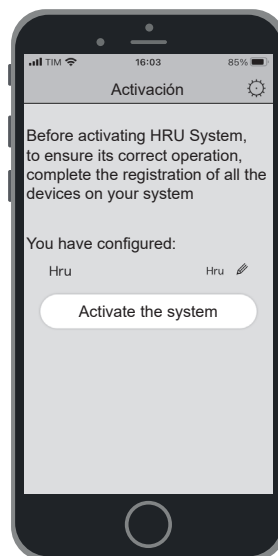 TIM 16:03 85%
Activación
Before activating HRU System,
to ensure its correct operation,
complete the registration of all the
devices on your system
You have configured:
Hru Hru
Activate the system